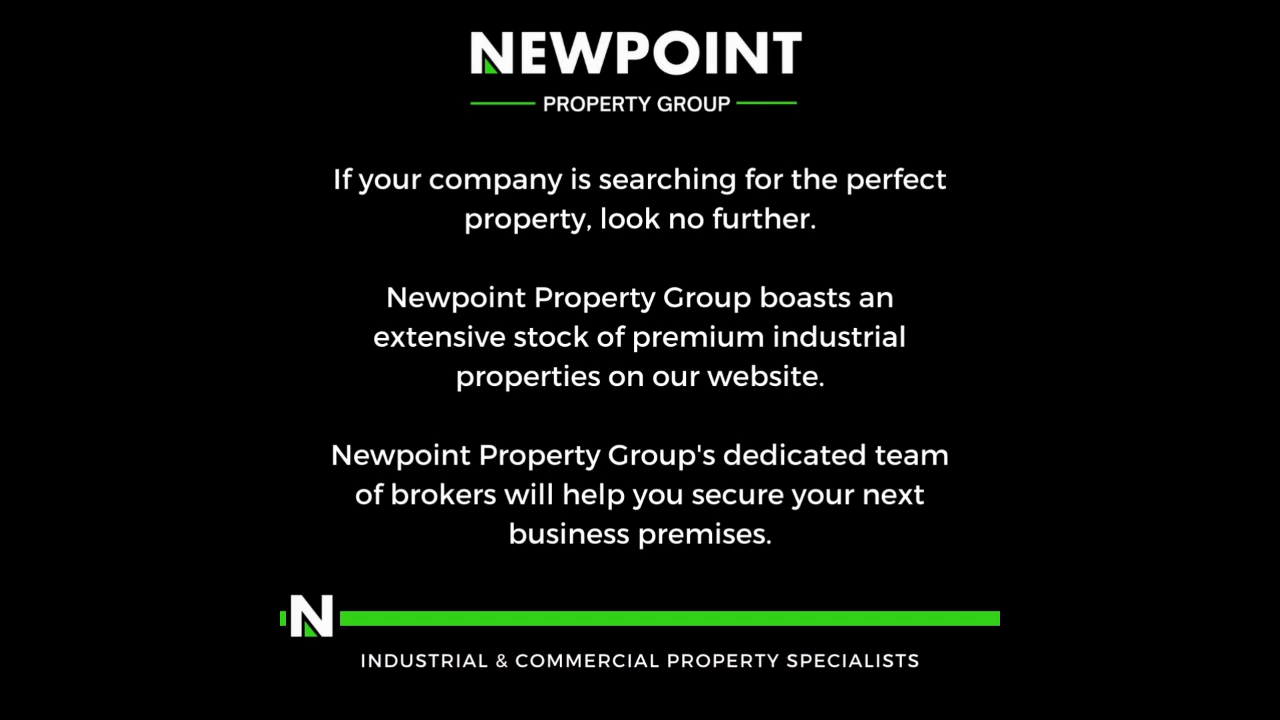 NEWPOINT
PROPERTY GROUP
If your company is searching for the perfect
property, look no further.
Newpoint Property Group boasts an
extensive stock of premium industrial
properties on our website.
Newpoint Property Group's dedicated team
of brokers will help you secure your next
business premises.
N
INDUSTRIAL & COMMERCIAL PROPERTY SPECIALISTS